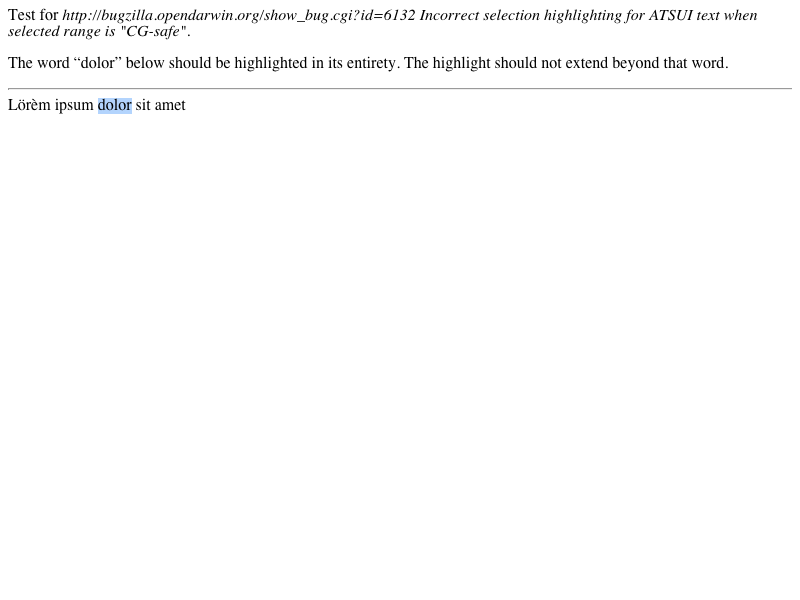 Test for http://bugzilla.opendarwin.org/show_bug.cgi?id=6132 Incorrect selection highlighting for ATSUI text when
selected range is "CG-safe".
The word “dolor” below should be highlighted in its entirety. The highlight should not extend beyond that word.
Lörèm ipsum dolor sit amet